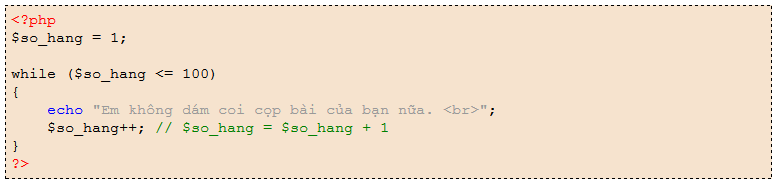 <?php
$so_hang = 1;
while ($so_hang <= 100)
{
echo "Em không dám coi cọp bài của bạn nữa. <br>";
$so_hang++; // $so_hang = $so_hang + 1
}
?>